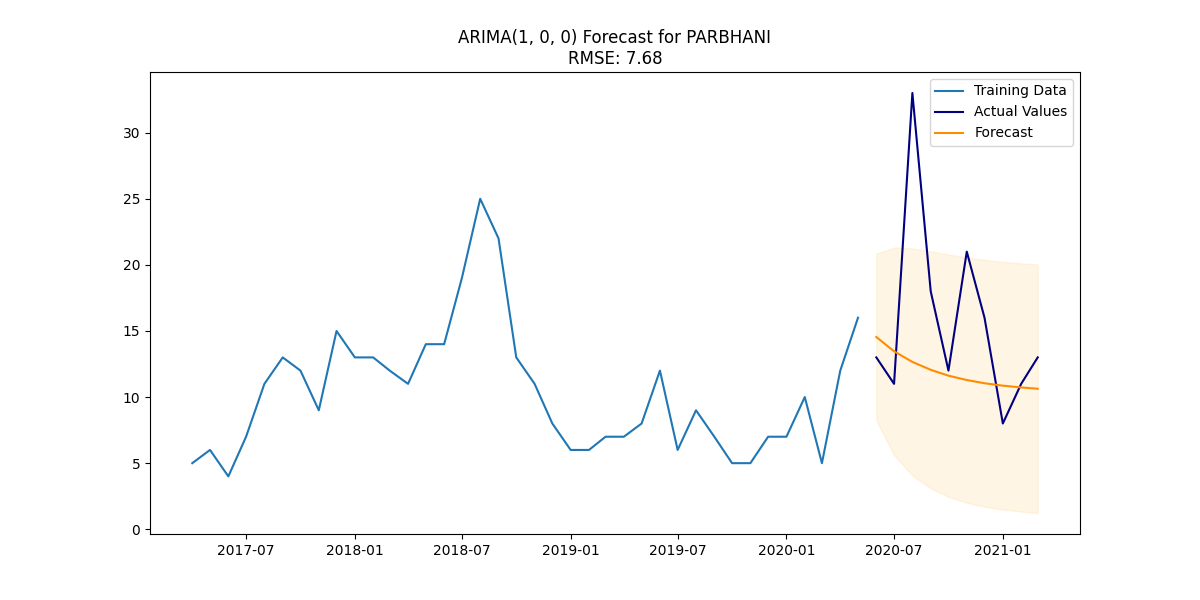 ARIMA(1, 0, 0) Forecast for PARBHANI
RMSE: 7.68
Training Data
Actual Values
Forecast
30
25
20
15
10
5
0
2017-07 2018-01 2018-07 2019-01 2019-07 2020-01 2020-07 2021-01